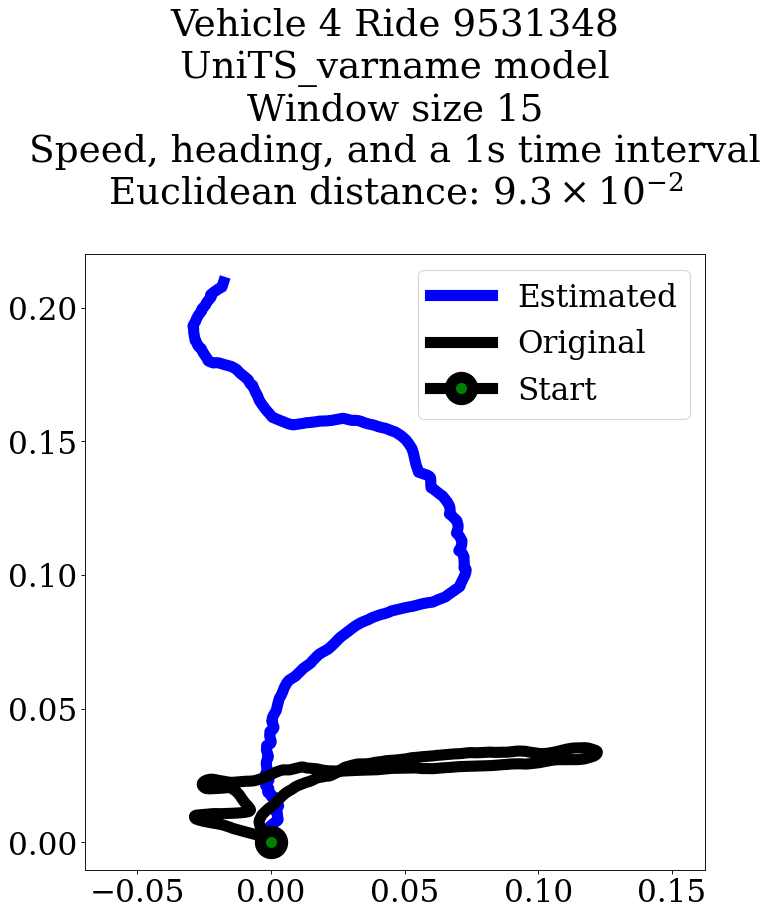 Vehicle 4 Ride 9531348
UniTS_varname model
Window size 15
Speed, heading, and a 1s time interval
Euclidean distance: 9.3 × 10⁻²
Estimated
Original
Start
0.20
0.15
0.10
0.05
0.00
−0.05 0.00 0.05 0.10 0.15